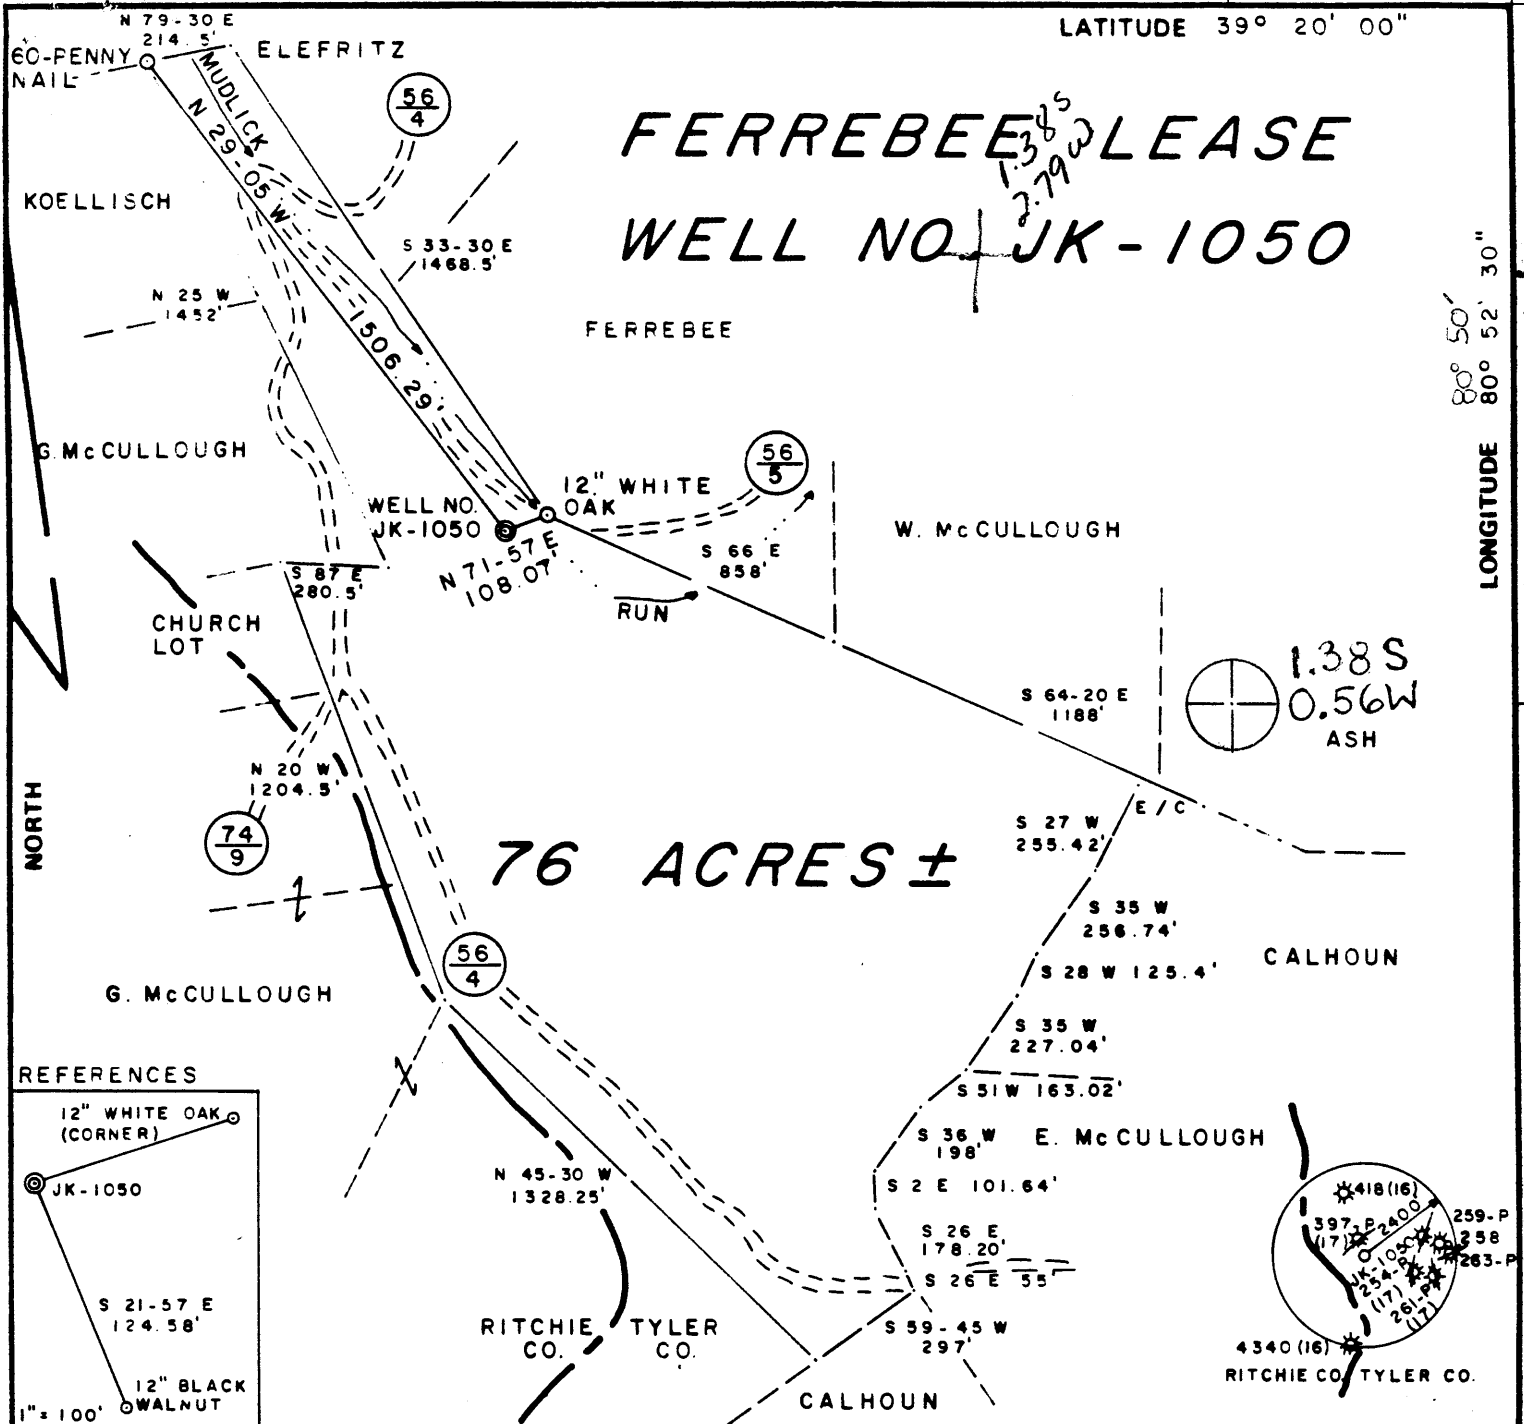 N 79-30 E
214.5'
60-PENNY
NAIL
ELEFRITZ
LATITUDE 39° 20' 00"
MUDLICK
56
4
FERREBEE LEASE
1.38 S
2.79 W
WELL NO. JK-1050
N 29-05 W
1506.29'
KOELLISCH
S 33-30 E
1468.5'
N 25 W
1452'
FERREBEE
80° 50'
LONGITUDE 80° 52' 30"
G. McCULLOUGH
56
5
12" WHITE
OAK
WELL NO.
JK-1050
W. McCULLOUGH
N 71-57 E
108.07'
S 66 E
858'
S 87 E
280.5'
RUN
CHURCH
LOT
1.38 S
0.56 W
ASH
S 64-20 E
1188'
N 20 W
1204.5'
NORTH
74
9
E/C
S 27 W
255.42'
76 ACRES ±
S 35 W
256.74'
56
4
S 28 W 125.4'
CALHOUN
G. McCULLOUGH
S 35 W
227.04'
S 51 W 163.02'
REFERENCES
12" WHITE OAK
(CORNER)
JK-1050
S 21-57 E
124.58'
12" BLACK
WALNUT
1" = 100'
S 36 W
198'
E. McCULLOUGH
N 45-30 W
1328.25'
S 2 E 101.64'
S 26 E
178.20'
S 26 E 55'
RITCHIE
CO.
TYLER
CO.
S 59-45 W
297'
CALHOUN
418(16)
397-P
(17)
2400
259-P
258
263-P
JK-1050
254-P
(17)
261-P
(17)
4340(16)
RITCHIE CO. TYLER CO.